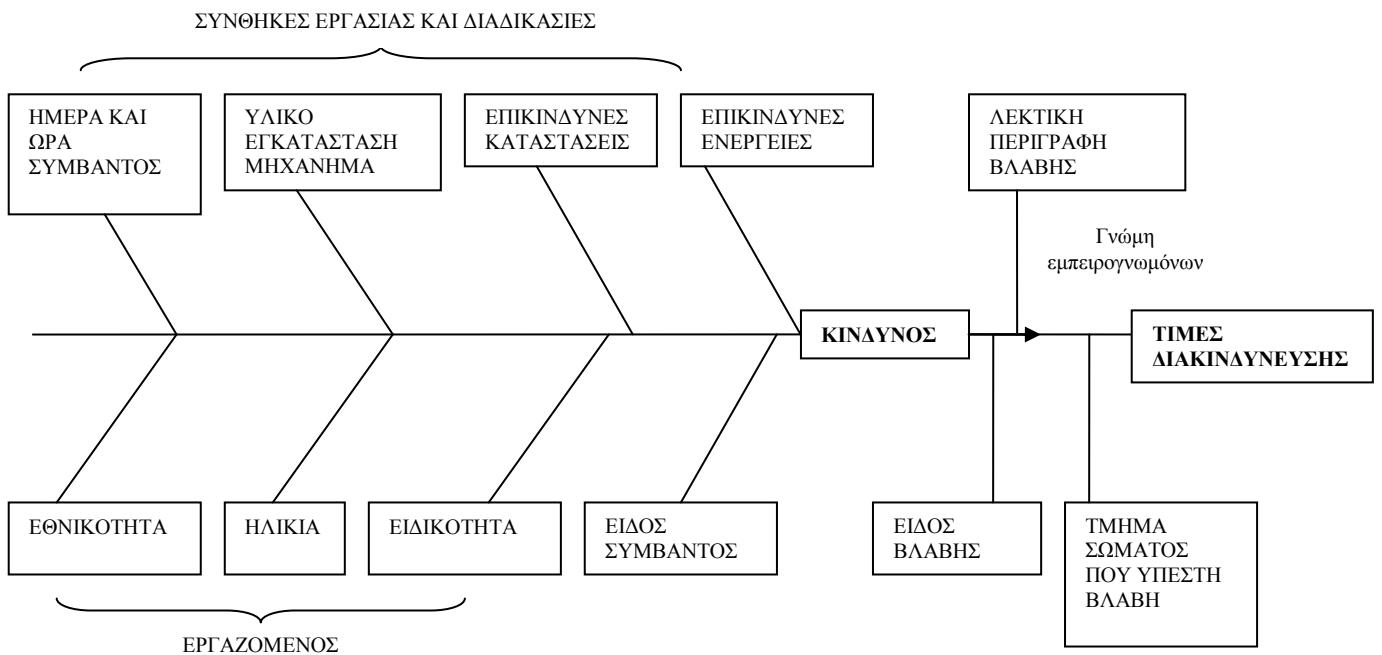 ΣΥΝΘΗΚΕΣ ΕΡΓΑΣΙΑΣ ΚΑΙ ΔΙΑΔΙΚΑΣΙΕΣ
ΗΜΕΡΑ ΚΑΙ
ΩΡΑ
ΣΥΜΒΑΝΤΟΣ
ΥΛΙΚΟ
ΕΓΚΑΤΑΣΤΑΣΗ
ΜΗΧΑΝΗΜΑ
ΕΠΙΚΙΝΔΥΝΕΣ
ΚΑΤΑΣΤΑΣΕΙΣ
ΕΠΙΚΙΝΔΥΝΕΣ
ΕΝΕΡΓΕΙΕΣ
ΛΕΚΤΙΚΗ
ΠΕΡΙΓΡΑΦΗ
ΒΛΑΒΗΣ
Γνώμη
εμπειρογνωμόνων
ΚΙΝΔΥΝΟΣ
ΤΙΜΕΣ
ΔΙΑΚΙΝΔΥΝΕΥΣΗΣ
ΕΘΝΙΚΟΤΗΤΑ
ΗΛΙΚΙΑ
ΕΙΔΙΚΟΤΗΤΑ
ΕΙΔΟΣ
ΣΥΜΒΑΝΤΟΣ
ΕΙΔΟΣ
ΒΛΑΒΗΣ
ΤΜΗΜΑ
ΣΩΜΑΤΟΣ
ΠΟΥ ΥΠΕΣΤΗ
ΒΛΑΒΗ
ΕΡΓΑΖΟΜΕΝΟΣ